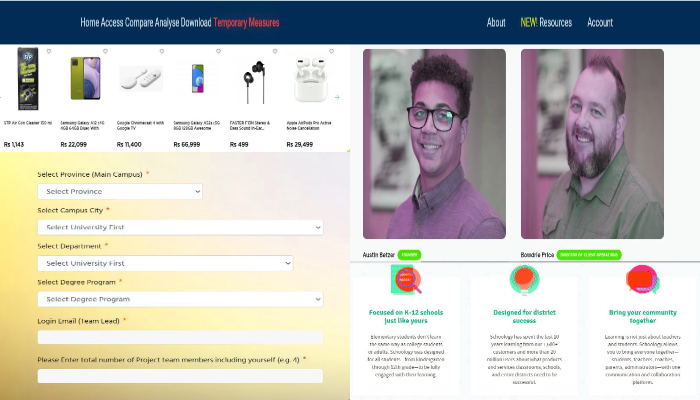 Home Access Compare Analyse Download Temporary Measures
About NEW! Resources Account
STP Air Con Cleaner 150 ml
Rs 1,143
Samsung Galaxy A12 (4G
4GB 64GB Duos) With
Rs 22,099
Google Chromecast 4 with
Google TV
Rs 11,400
Samsung Galaxy A52s (5G
8GB 128GB Awesome
Rs 66,999
FASTER F13N Stereo &
Bass Sound In-Ear...
Rs 499
Apple AirPods Pro Active
Noise Cancellation
Rs 29,499
Select Province (Main Campus) *
Select Province
Select Campus City *
Select University First
Select Department *
Select University First
Select Degree Program *
Select Degree Program
Login Email (Team Lead) *
Please Enter total number of Project team members including yourself (e.g. 4) *
Austin Betzer FOUNDER
Bowdrie Price DIRECTOR OF CLIENT OPERATIONS
Focused on K-12 schools
just like yours
Elementary students don't learn
the same way as college students
or adults. Schoology was designed
for all students—from kindergarten
through 12th grade—to be fully
engaged with their learning.
Designed for district
success
Schoology has spent the last 10
years learning from our
customers and more than 20
million users about what products
and services classrooms, schools,
and entire districts need to be
successful.
Bring your community
together
Learning is not just about teachers
and students. Schoology allows
you to bring everyone together—
students, teachers, coaches,
parents, administrators—with one
communication and collaboration
platform.